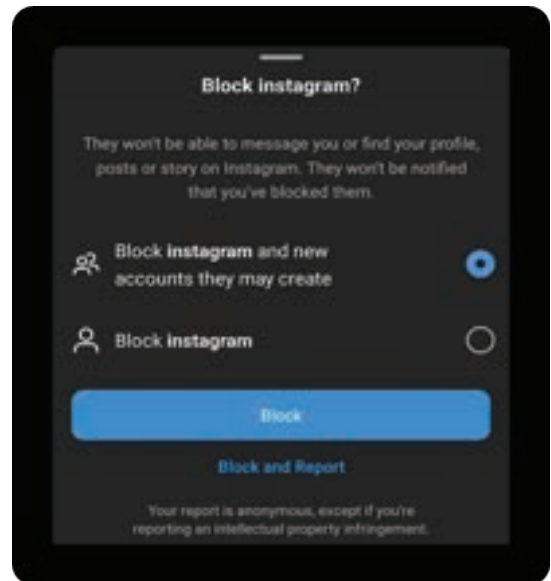 Block instagram?
They won't be able to message you or find your profile,
posts or story on Instagram. They won't be notified
that you've blocked them.
Block instagram and new
accounts they may create
Block instagram
Block
Block and Report
Your report is anonymous, except if you're
reporting an intellectual property infringement.